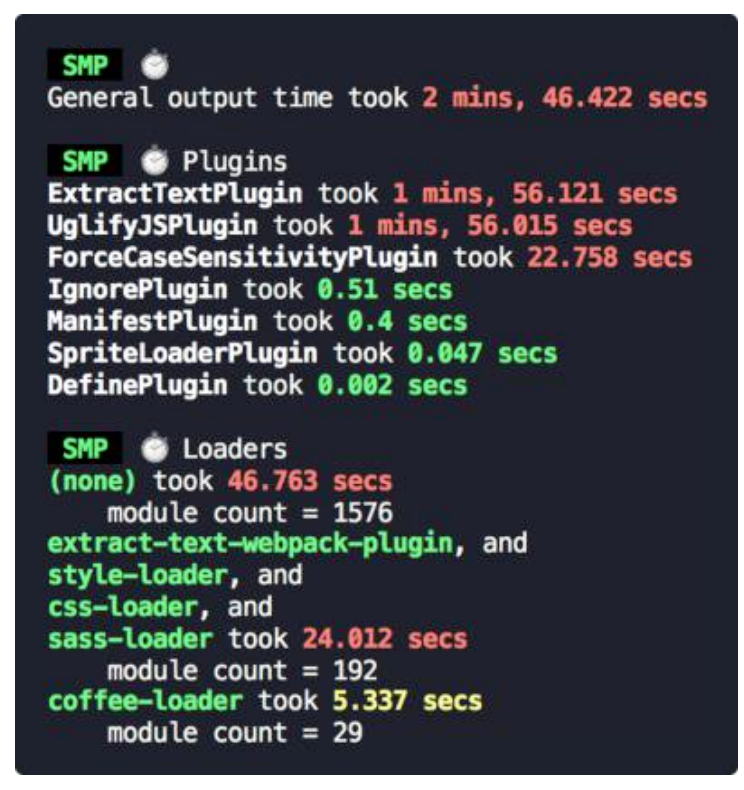 SMP ⏱
General output time took 2 mins, 46.422 secs
SMP ⏱ Plugins
ExtractTextPlugin took 1 mins, 56.121 secs
UglifyJSPlugin took 1 mins, 56.015 secs
ForceCaseSensitivityPlugin took 22.758 secs
IgnorePlugin took 0.51 secs
ManifestPlugin took 0.4 secs
SpriteLoaderPlugin took 0.047 secs
DefinePlugin took 0.002 secs
SMP ⏱ Loaders
(none) took 46.763 secs
module count = 1576
extract-text-webpack-plugin, and
style-loader, and
css-loader, and
sass-loader took 24.012 secs
module count = 192
coffee-loader took 5.337 secs
module count = 29